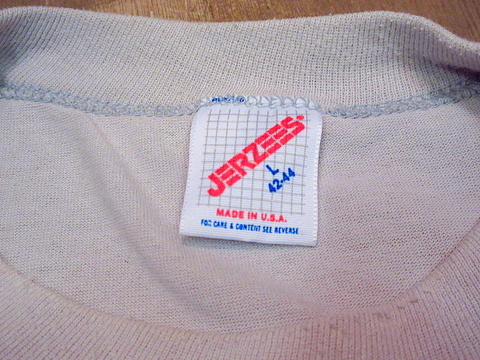 JERZEES
L
42-44
MADE IN U.S.A.
FOR CARE & CONTENT SEE REVERSE